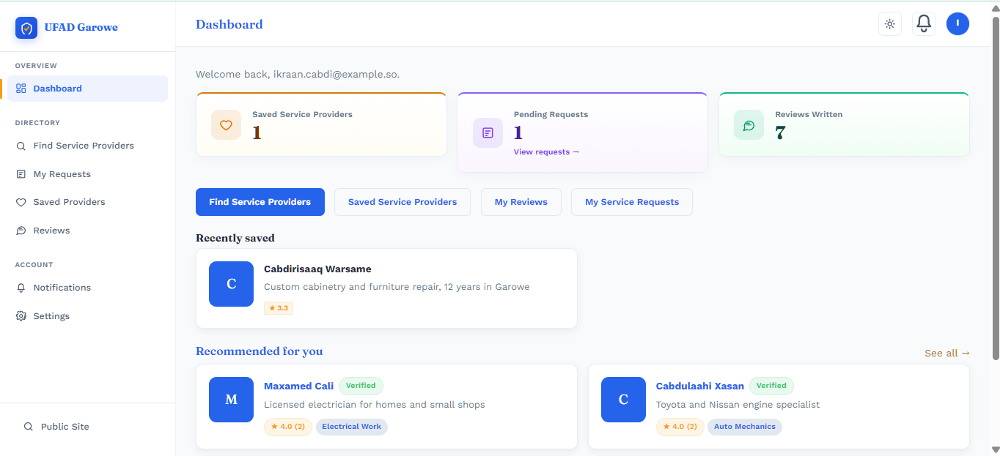 UFAD Garowe
OVERVIEW
Dashboard
DIRECTORY
Find Service Providers
My Requests
Saved Providers
Reviews
ACCOUNT
Notifications
Settings
Public Site
Dashboard
I
Welcome back, ikraan.cabdi@example.so.
Saved Service Providers
1
Pending Requests
1
View requests →
Reviews Written
7
Find Service Providers
Saved Service Providers
My Reviews
My Service Requests
Recently saved
C
Cabdirisaaq Warsame
Custom cabinetry and furniture repair, 12 years in Garowe
★ 3.3
Recommended for you
See all →
M
Maxamed Cali Verified
Licensed electrician for homes and small shops
★ 4.0 (2) Electrical Work
C
Cabdulaahi Xasan Verified
Toyota and Nissan engine specialist
★ 4.0 (2) Auto Mechanics